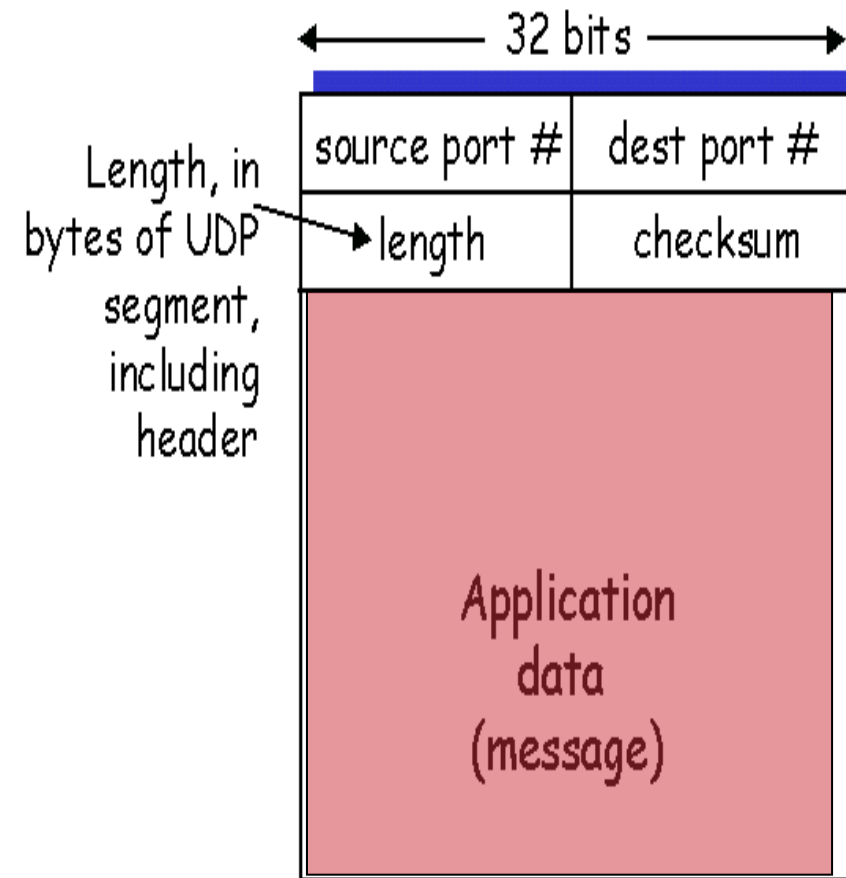 32 bits
source port #
dest port #
Length, in
bytes of UDP
segment,
including
header
length
checksum
Application
data
(message)